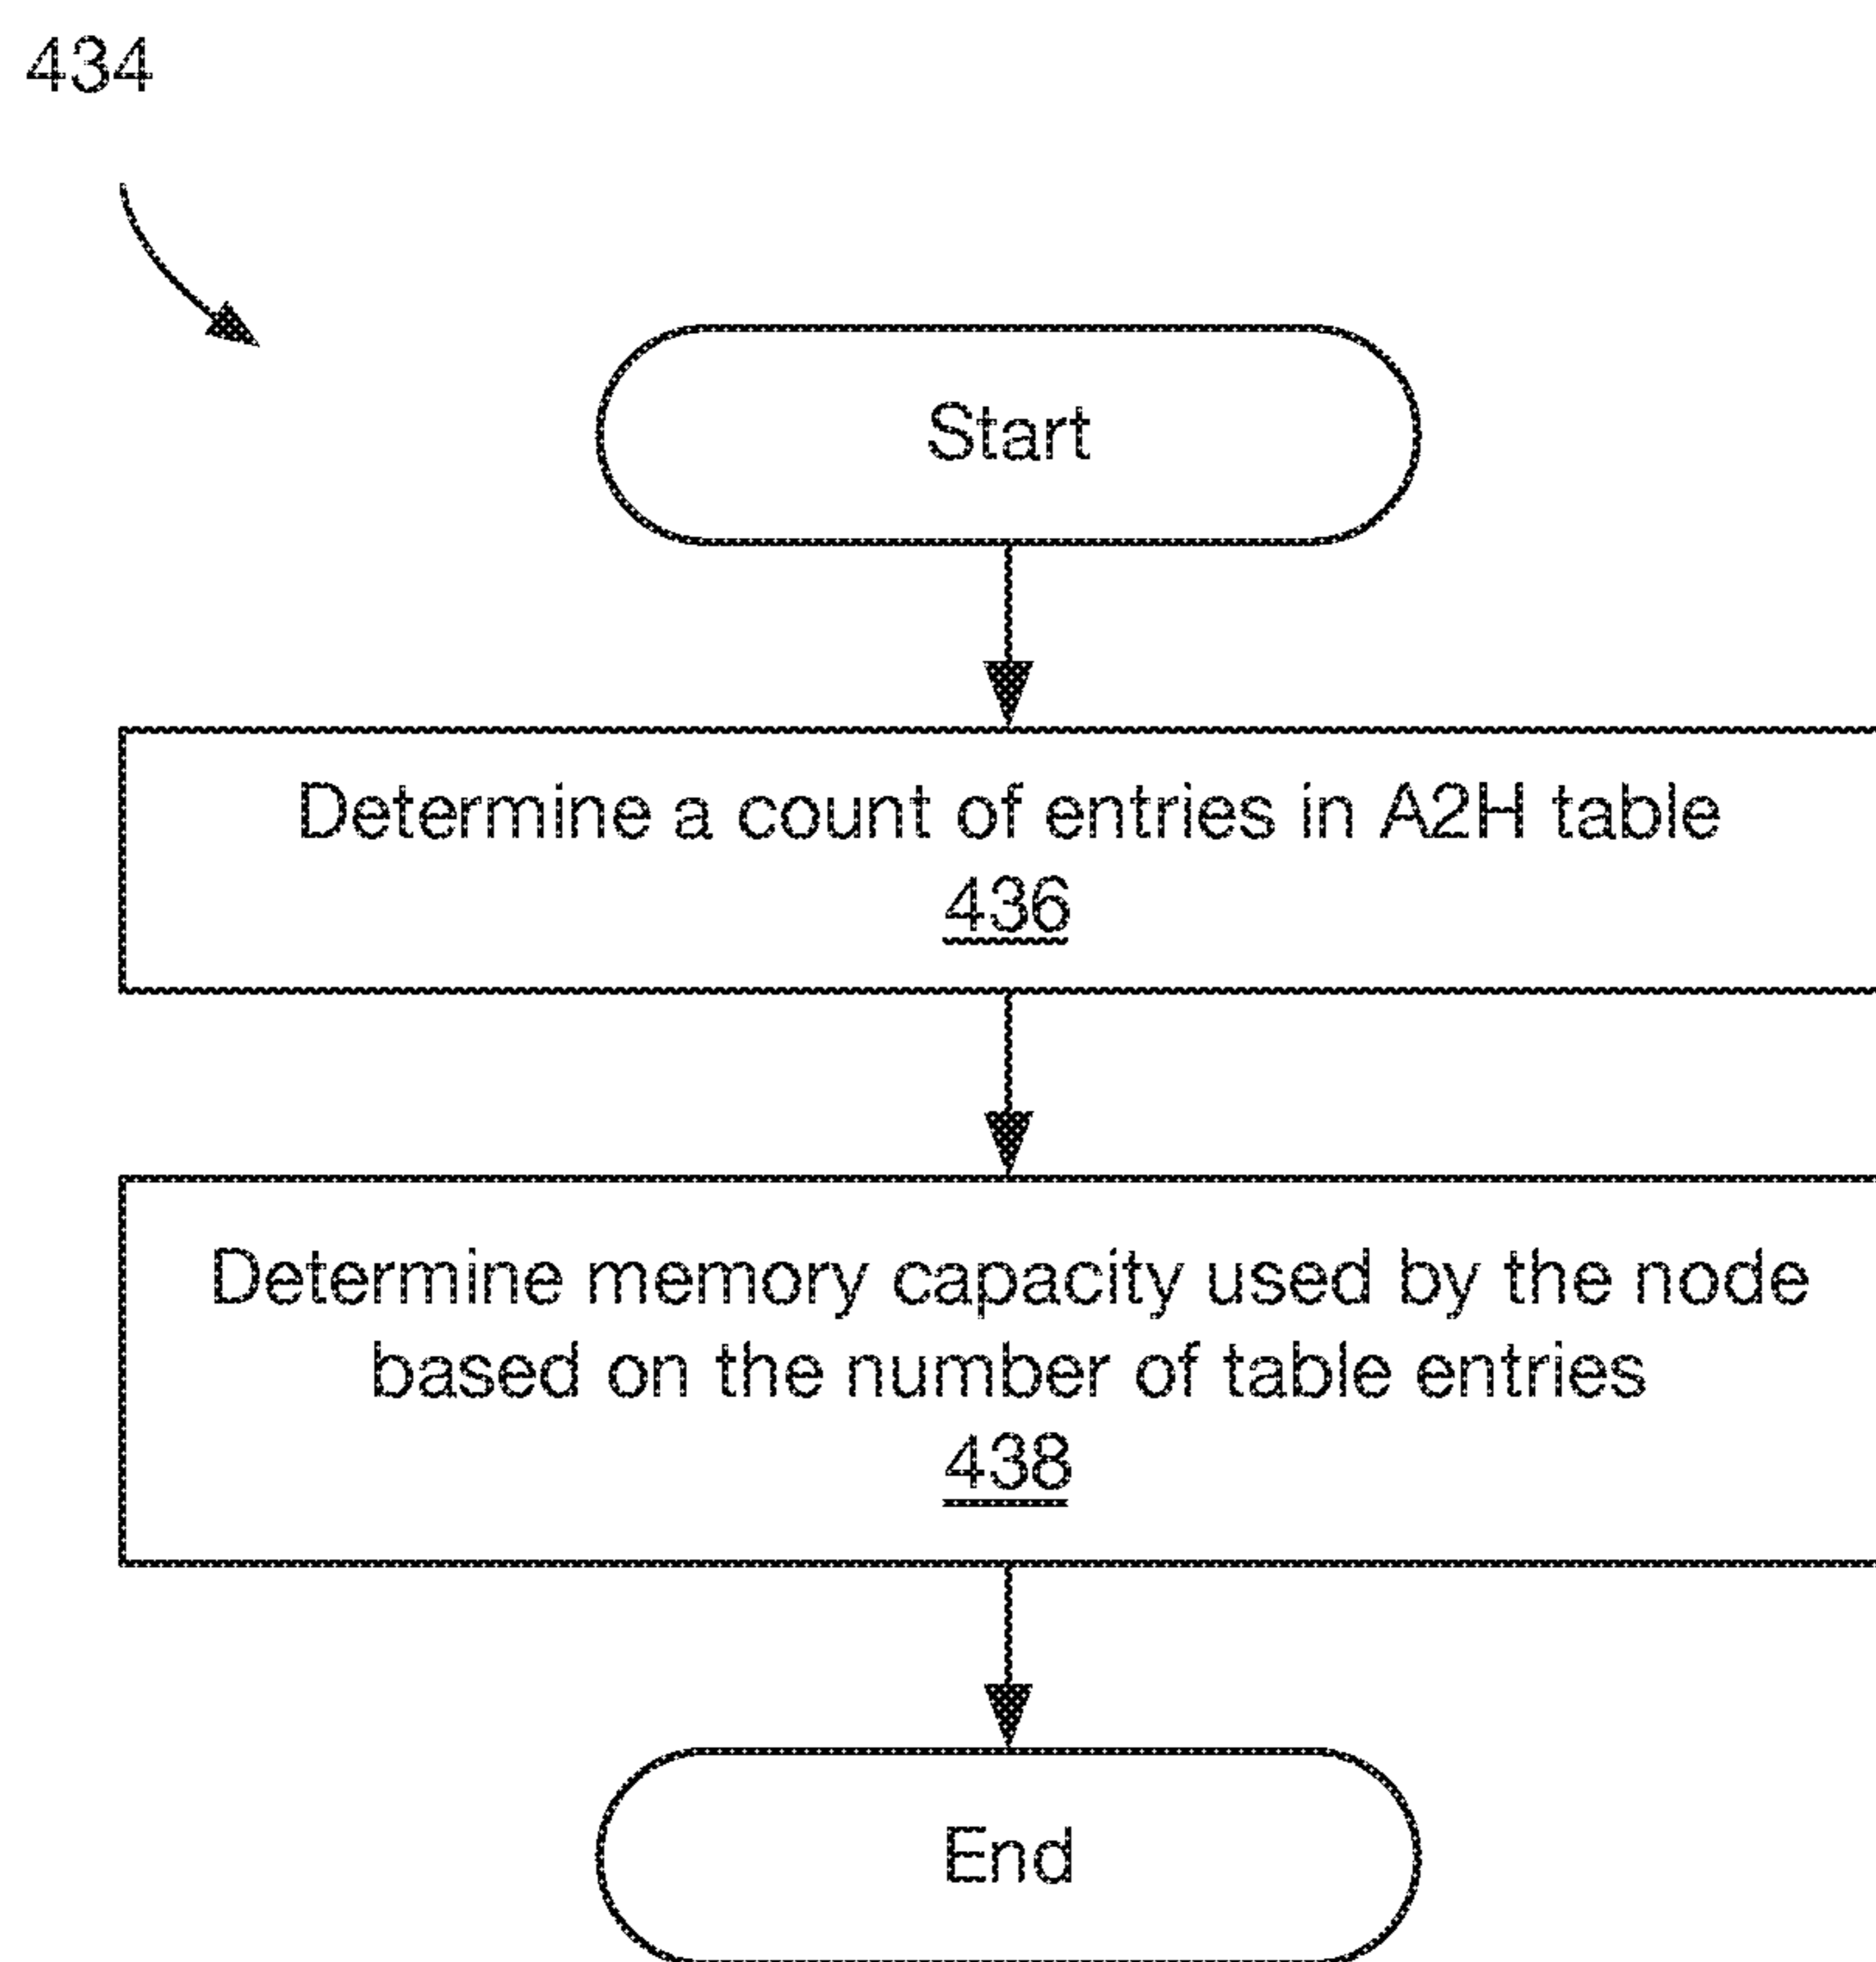 434
Start
Determine a count of entries in A2H table
436
Determine memory capacity used by the node
based on the number of table entries
438
End